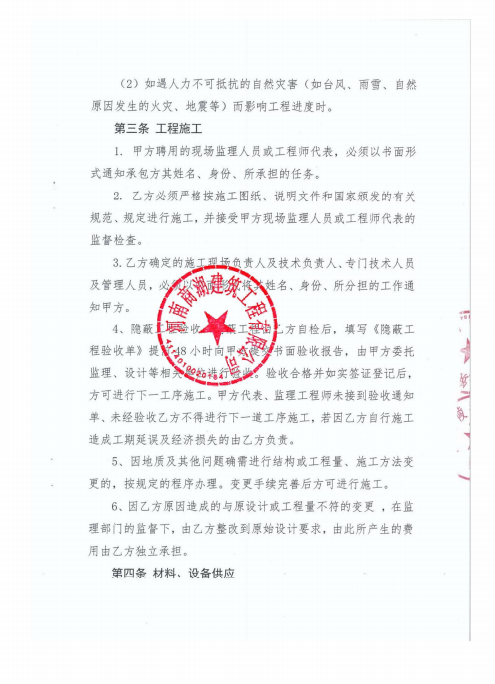 （2）如遇人力不可抵抗的自然灾害（如台风、雨雪、自然
原因发生的火灾、地震等）而影响工程进度时。
第三条 工程施工
1. 甲方聘用的现场监理人员或工程师代表，必须以书面形
式通知承包方其姓名、身份、所承担的任务。
2. 乙方必须严格按施工图纸、说明文件和国家颁发的有关
规范、规定进行施工，并接受甲方现场监理人员或工程师代表的
监督检查。
3.乙方确定的施工现场负责人及技术负责人、专门技术人员
及管理人员，必须以书面形式将其姓名、身份、所分担的工作通
知甲方。
4、隐蔽工程验收 工程由乙方自检后，填写《隐蔽工
程验收单》提前48小时向甲方提交书面验收报告，由甲方委托
监理、设计等相关 进行验收。验收合格并如实签证登记后，
方可进行下一工序施工。甲方代表、监理工程师未接到验收通知
单、未经验收乙方不得进行下一道工序施工，若因乙方自行施工
造成工期延误及经济损失的由乙方负责。
5、因地质及其他问题确需进行结构或工程量、施工方法变
更的，按规定的程序办理。变更手续完善后方可进行施工。
6、因乙方原因造成的与原设计或工程量不符的变更 ，在监
理部门的监督下，由乙方整改到原始设计要求，由此所产生的费
用由乙方独立承担。
第四条 材料、设备供应
河南商湖建筑工程有限公司